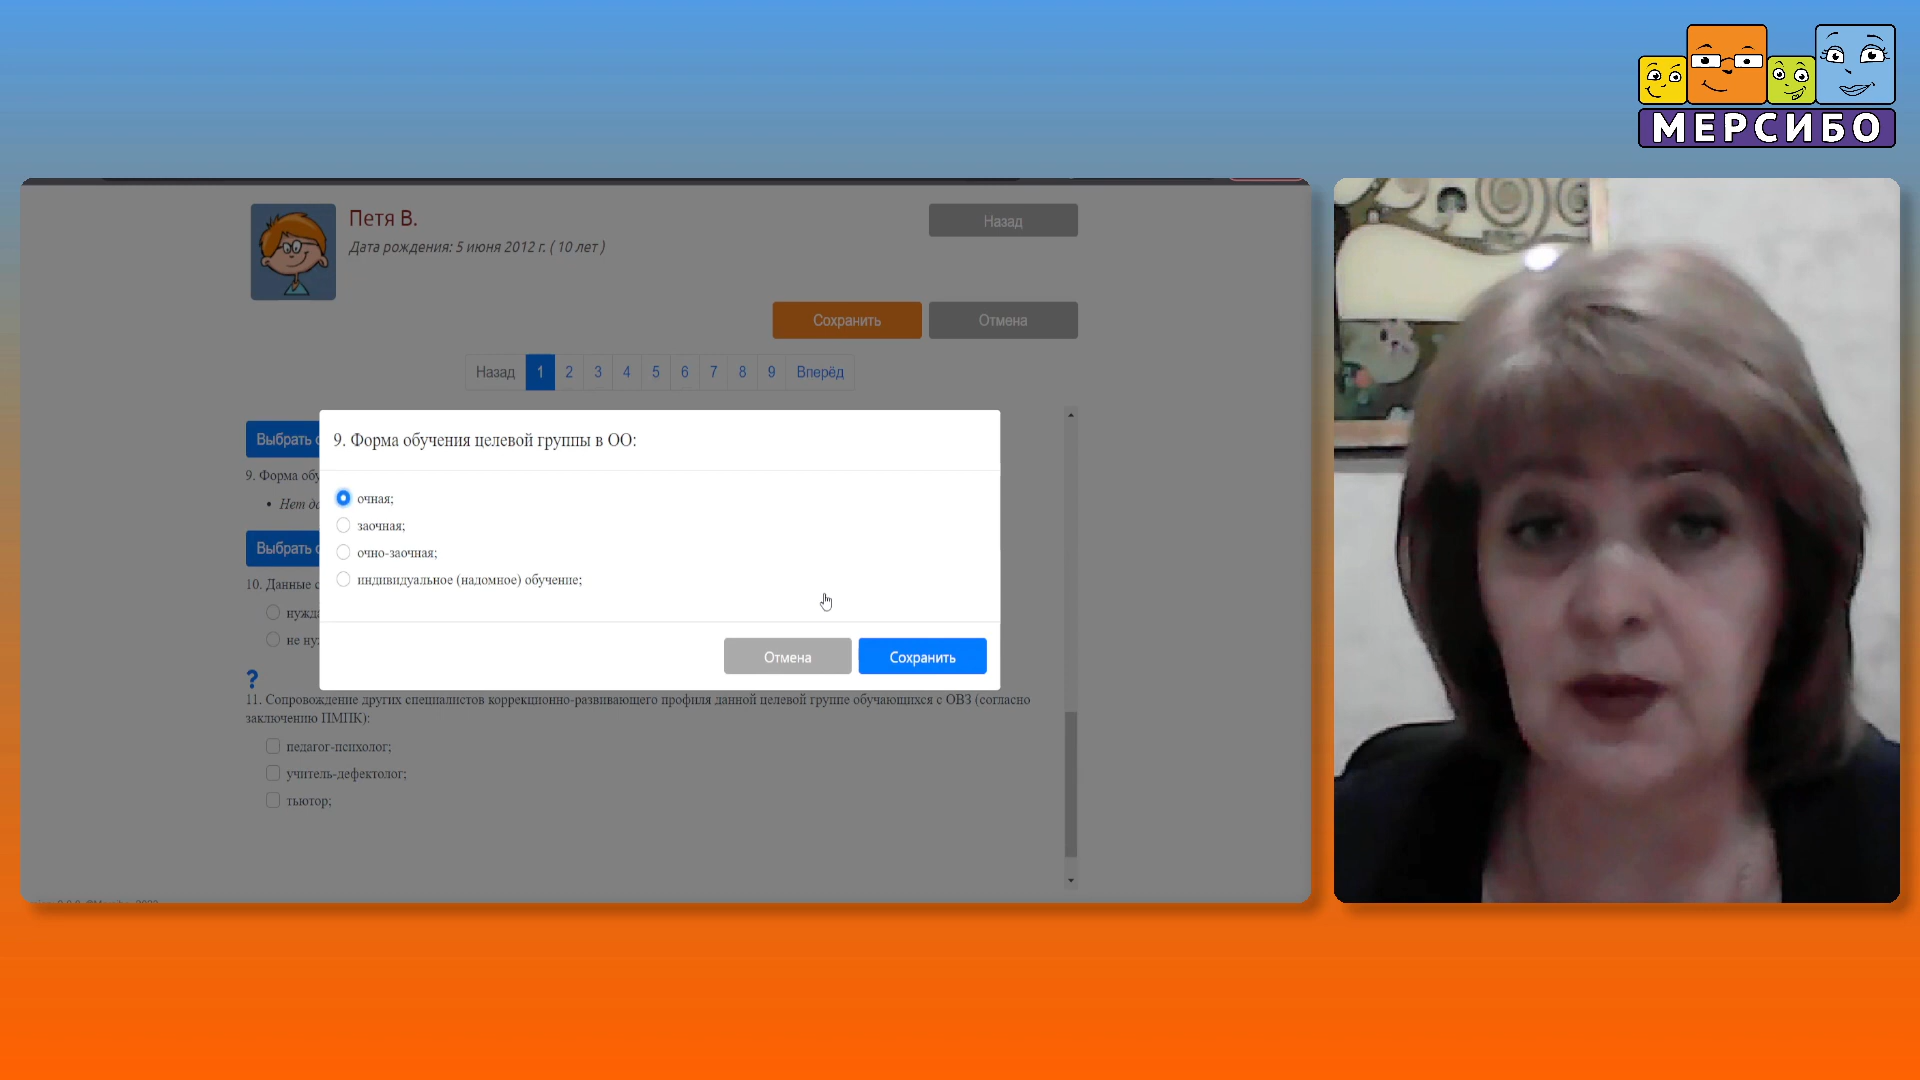 МЕРСИБО
Петя В.
Дата рождения: 5 июня 2012 г. ( 10 лет )
Назад
Сохранить
Отмена
Назад 1 2 3 4 5 6 7 8 9 Вперёд
Выбрать
9. Форма обучения целевой группы в ОО:
9. Форма
очная;
Нет
заочная;
Выбрать
очно-заочная;
индивидуальное (надомное) обучение;
10. Данные
не
Отмена
Сохранить
?
11. Сопровождение других специалистов коррекционно-развивающего профиля данной целевой группе обучающихся с ОВЗ (согласно
заключению ПМПК):
педагог-психолог;
учитель-дефектолог;
тьютор;